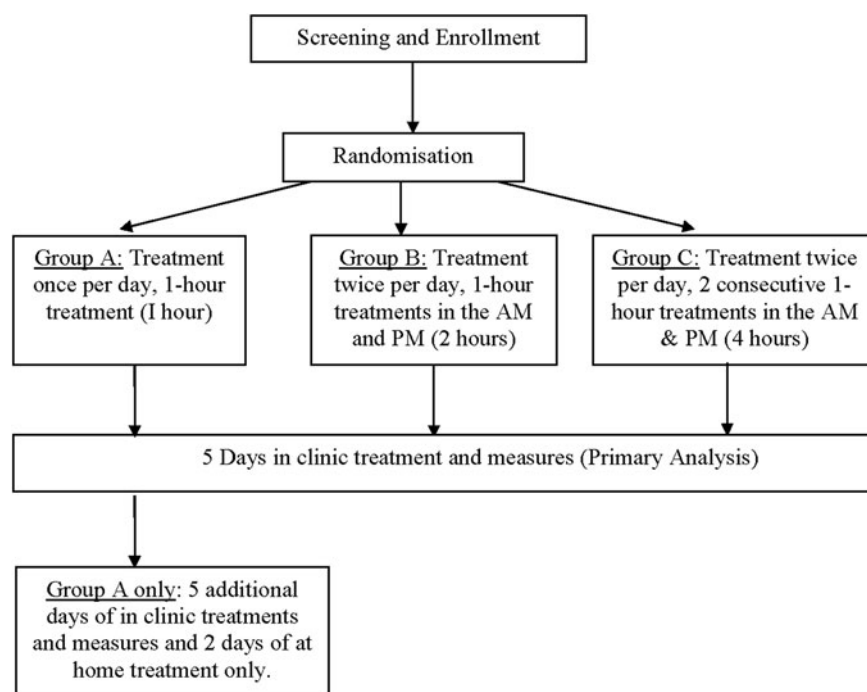 Screening and Enrollment
Randomisation
Group A: Treatment
once per day, 1-hour
treatment (I hour)
Group B: Treatment
twice per day, 1-hour
treatments in the AM
and PM (2 hours)
Group C: Treatment twice
per day, 2 consecutive 1-
hour treatments in the AM
& PM (4 hours)
5 Days in clinic treatment and measures (Primary Analysis)
Group A only: 5 additional
days of in clinic treatments
and measures and 2 days of at
home treatment only.